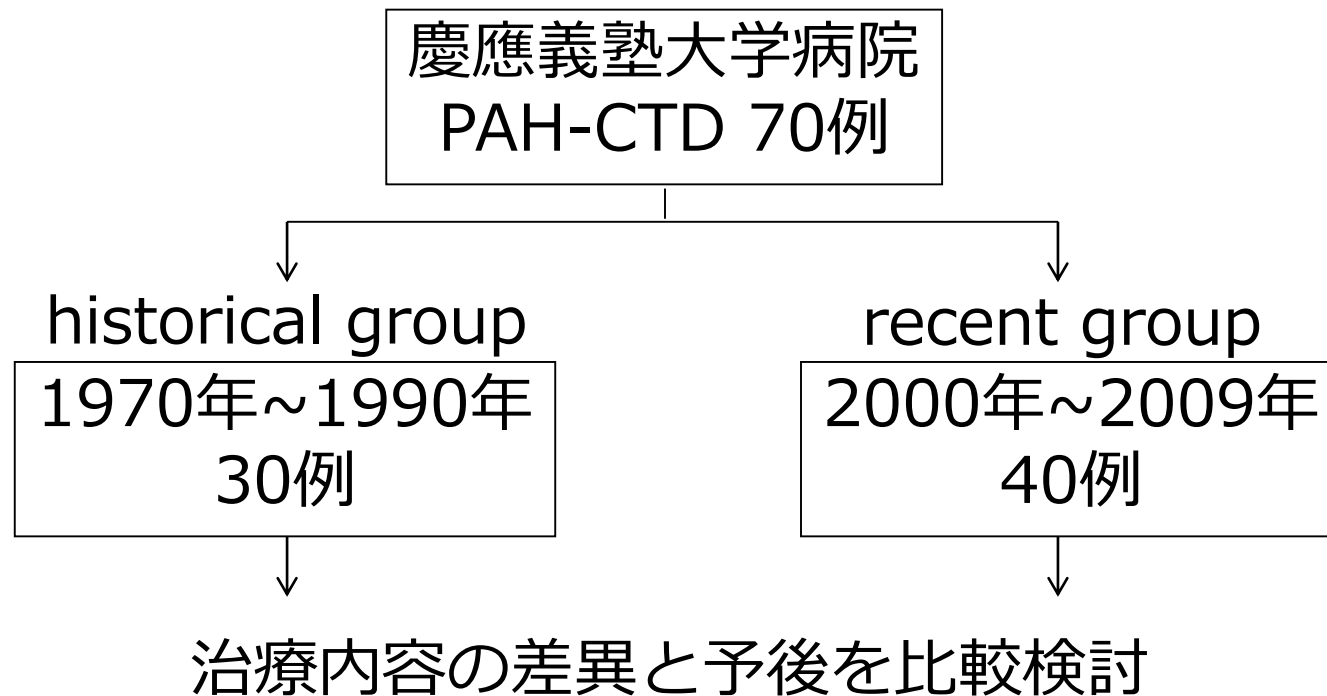 慶應義塾大学病院
PAH-CTD 70例
historical group
1970年~1990年
30例
recent group
2000年~2009年
40例
治療内容の差異と予後を比較検討